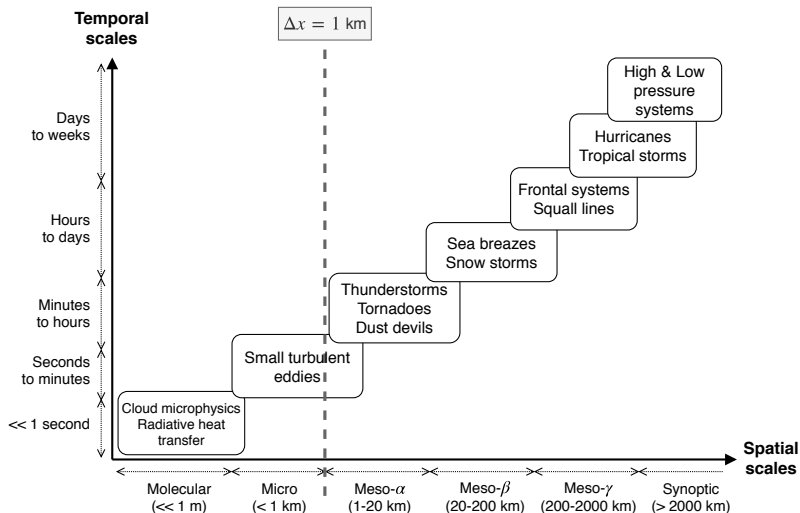 Temporal
scales
Δx = 1 km
High & Low
pressure
systems
Days
to weeks
Hurricanes
Tropical storms
Frontal systems
Squall lines
Hours
to days
Sea breazes
Snow storms
Thunderstorms
Tornadoes
Dust devils
Minutes
to hours
Small turbulent
eddies
Seconds
to minutes
Cloud microphysics
Radiative heat
transfer
<< 1 second
Spatial
scales
Molecular
(<< 1 m)
Micro
(< 1 km)
Meso-α
(1-20 km)
Meso-β
(20-200 km)
Meso-γ
(200-2000 km)
Synoptic
(> 2000 km)